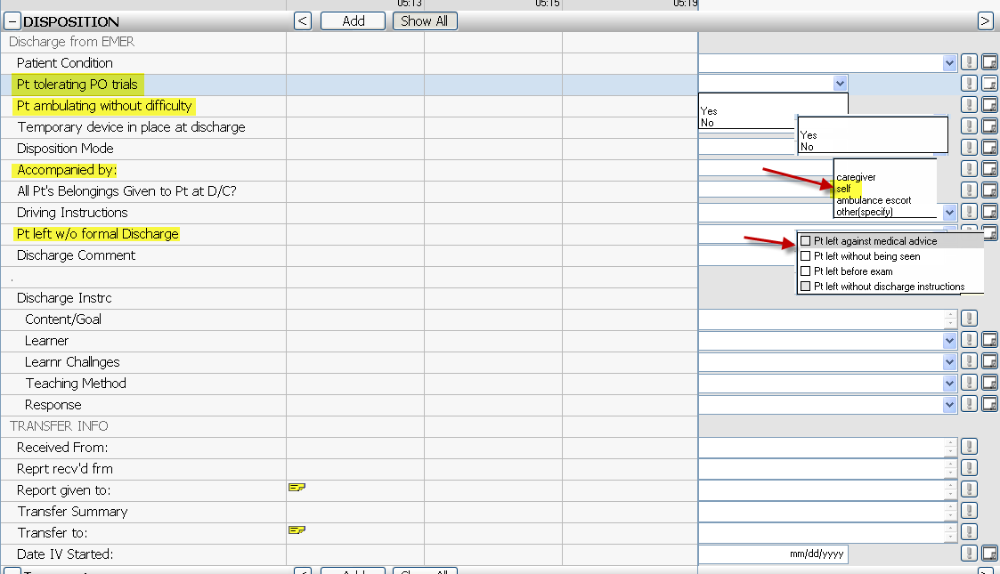 05:13 05:15 05:19
DISPOSITION < Add Show All >
Discharge from EMER
Patient Condition
Pt tolerating PO trials
Pt ambulating without difficulty
Yes
No
Temporary device in place at discharge
Yes
No
Disposition Mode
Accompanied by:
caregiver
self
ambulance escort
other(specify)
All Pt's Belongings Given to Pt at D/C?
Driving Instructions
Pt left w/o formal Discharge
Pt left against medical advice
Pt left without being seen
Pt left before exam
Pt left without discharge instructions
Discharge Comment
.
Discharge Instrc
Content/Goal
Learner
Learnr Challnges
Teaching Method
Response
TRANSFER INFO
Received From:
Reprt recv'd frm
Report given to:
Transfer Summary
Transfer to:
Date IV Started: mm/dd/yyyy